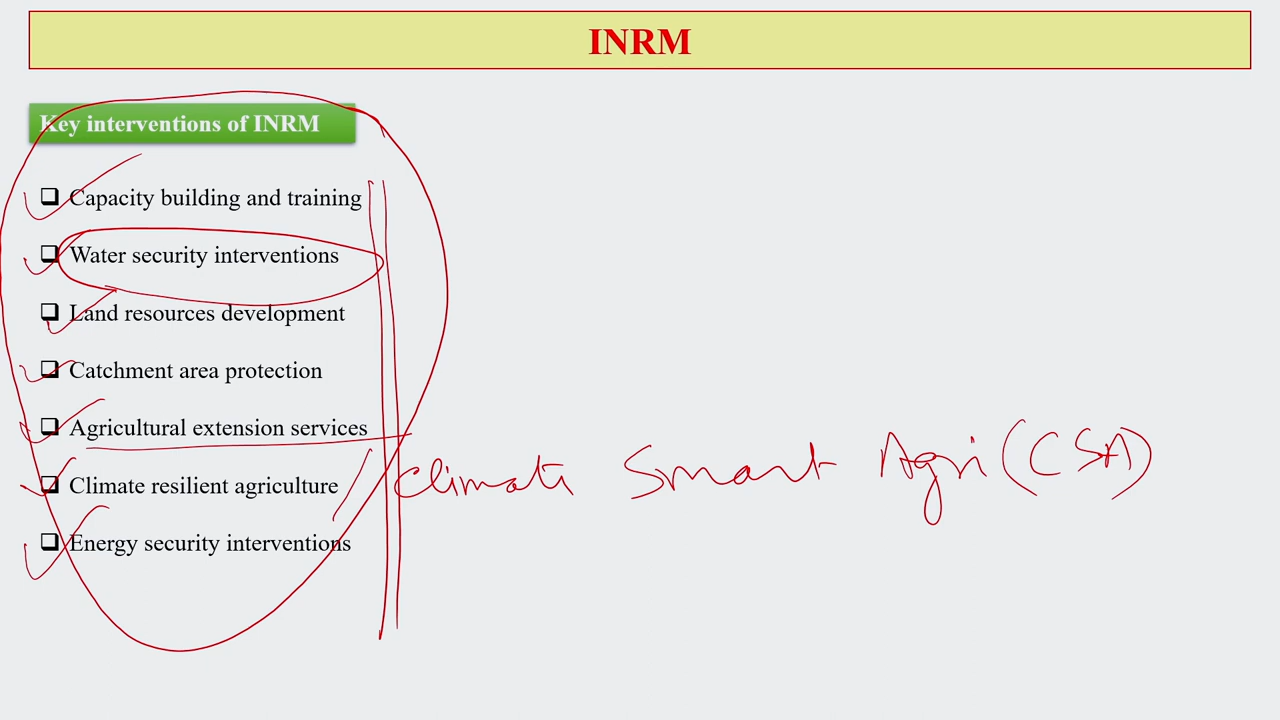 INRM
Key interventions of INRM
Capacity building and training
Water security interventions
Land resources development
Catchment area protection
Agricultural extension services
Climate resilient agriculture / Climate Smart Agri (CSA)
Energy security interventions